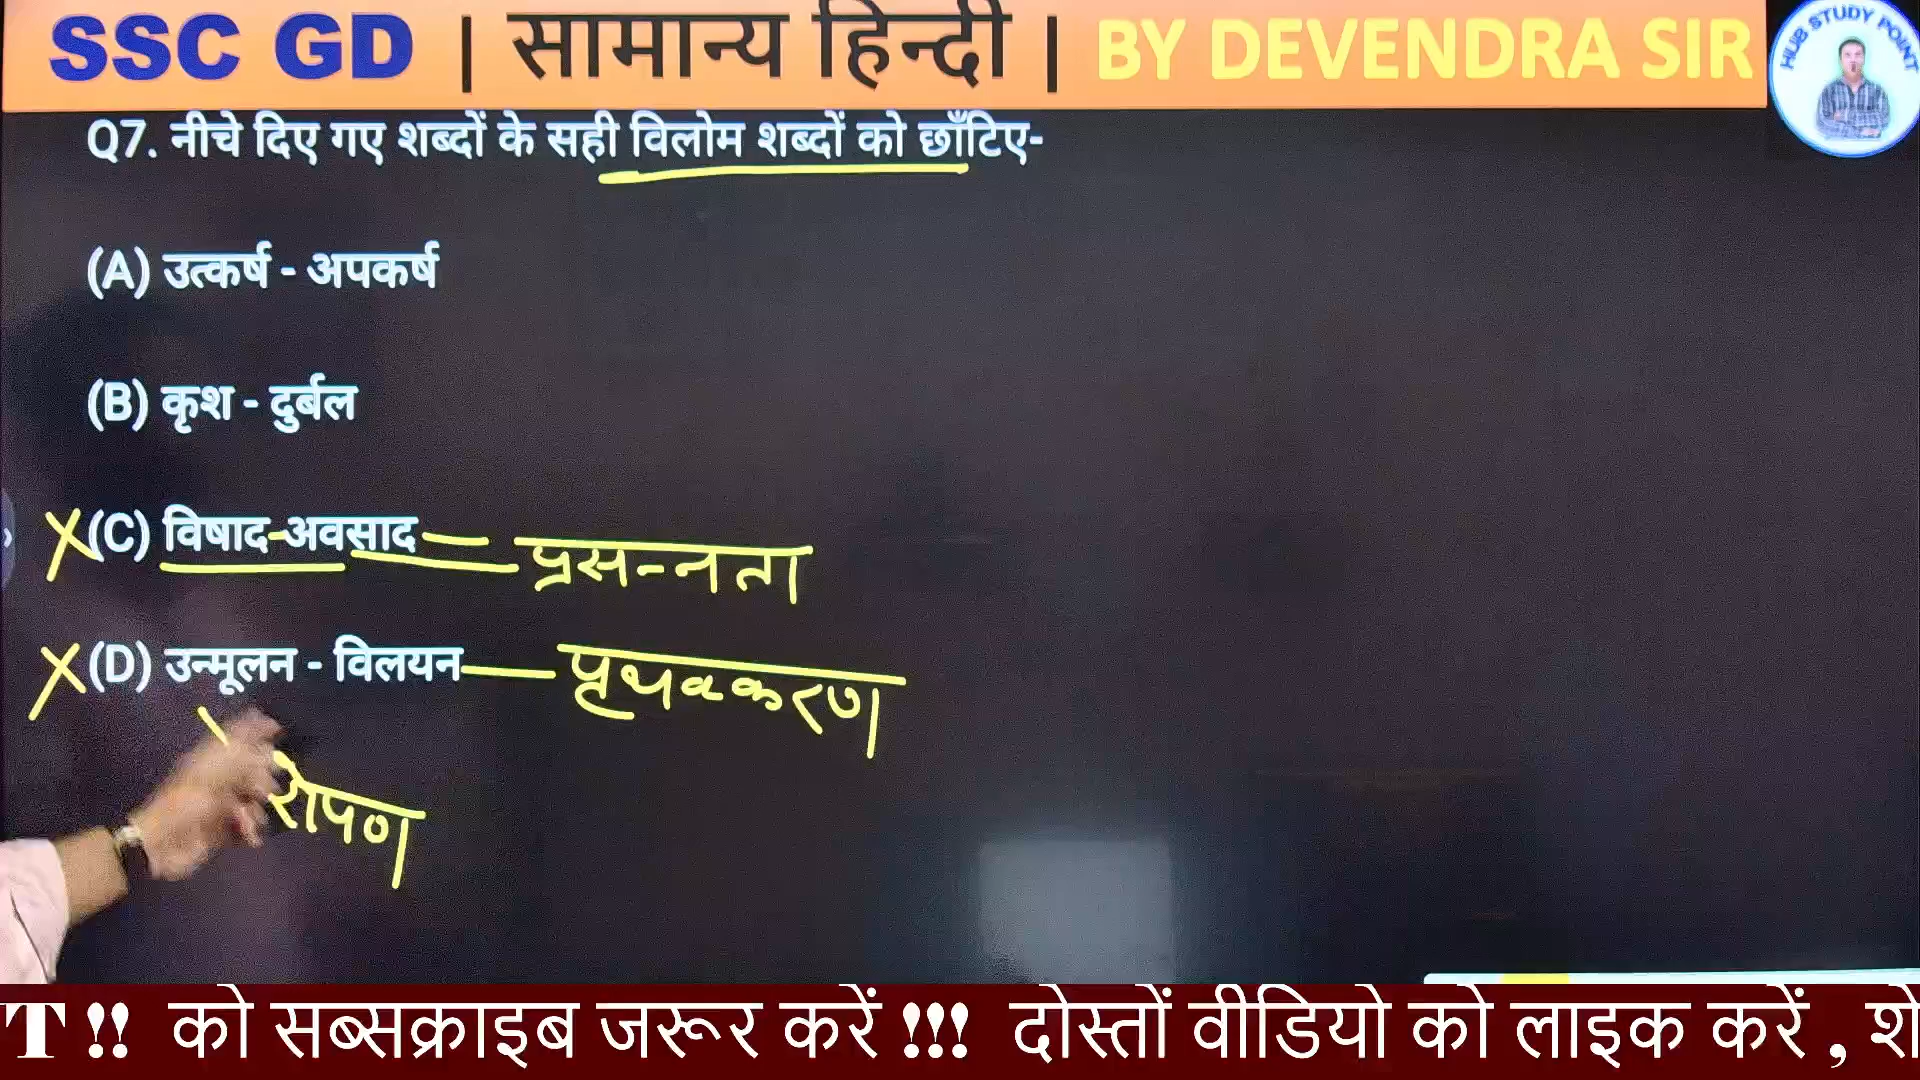 SSC GD | सामान्य हिन्दी | BY DEVENDRA SIR
HUB STUDY POINT
Q7. नीचे दिए गए शब्दों के सही विलोम शब्दों को छाँटिए-
(A) उत्कर्ष - अपकर्ष
(B) कृश - दुर्बल
X (C) विषाद-अवसाद — प्रसन्नता
X (D) उन्मूलन - विलयन — पृथक्करण
रोपण
T !! को सब्सक्राइब जरूर करें !!! दोस्तों वीडियो को लाइक करें , शे